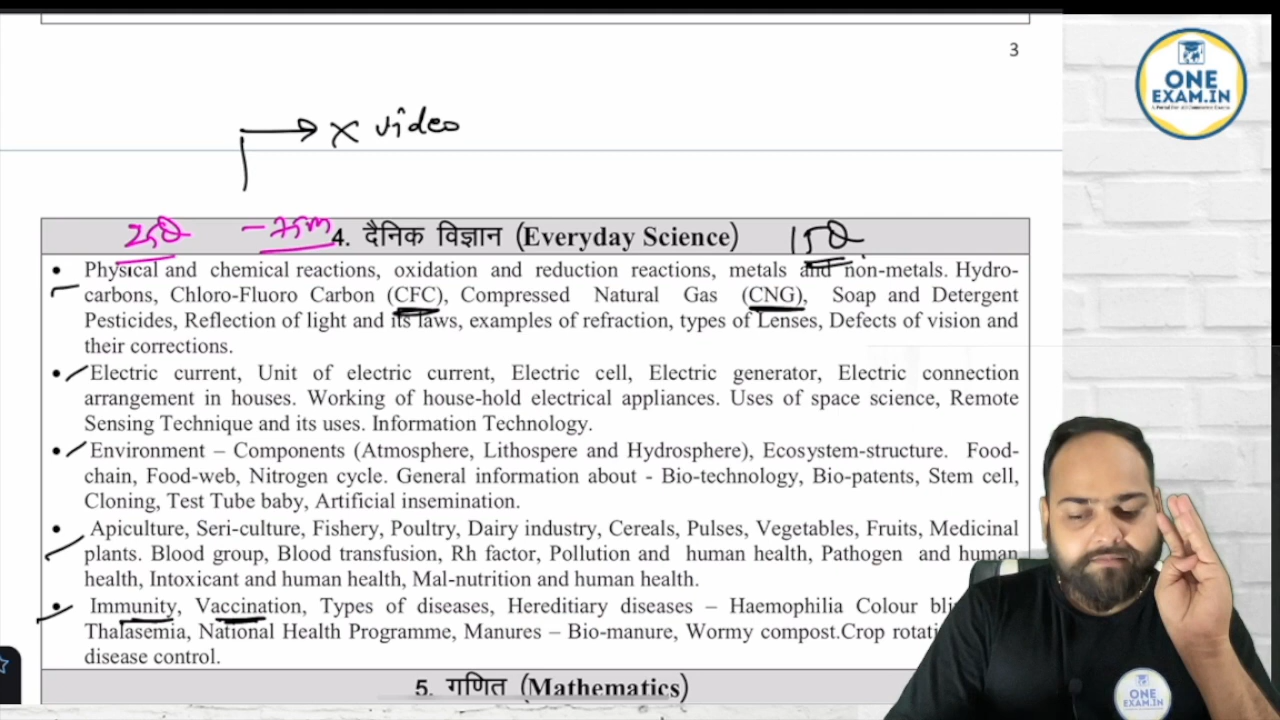 3
ONE
EXAM.IN
x video
25Q - 75m 4. दैनिक विज्ञान (Everyday Science) 15Q
• Physical and chemical reactions, oxidation and reduction reactions, metals and non-metals. Hydro-
carbons, Chloro-Fluoro Carbon (CFC), Compressed Natural Gas (CNG), Soap and Detergent
Pesticides, Reflection of light and its laws, examples of refraction, types of Lenses, Defects of vision and
their corrections.
• Electric current, Unit of electric current, Electric cell, Electric generator, Electric connection
arrangement in houses. Working of house-hold electrical appliances. Uses of space science, Remote
Sensing Technique and its uses. Information Technology.
• Environment – Components (Atmosphere, Lithospere and Hydrosphere), Ecosystem-structure. Food-
chain, Food-web, Nitrogen cycle. General information about - Bio-technology, Bio-patents, Stem cell,
Cloning, Test Tube baby, Artificial insemination.
• Apiculture, Seri-culture, Fishery, Poultry, Dairy industry, Cereals, Pulses, Vegetables, Fruits, Medicinal
plants. Blood group, Blood transfusion, Rh factor, Pollution and human health, Pathogen and human
health, Intoxicant and human health, Mal-nutrition and human health.
• Immunity, Vaccination, Types of diseases, Hereditiary diseases – Haemophilia Colour
Thalasemia, National Health Programme, Manures – Bio-manure, Wormy compost.Crop
disease control.
5. गणित (Mathematics)
ONE
EXAM.IN